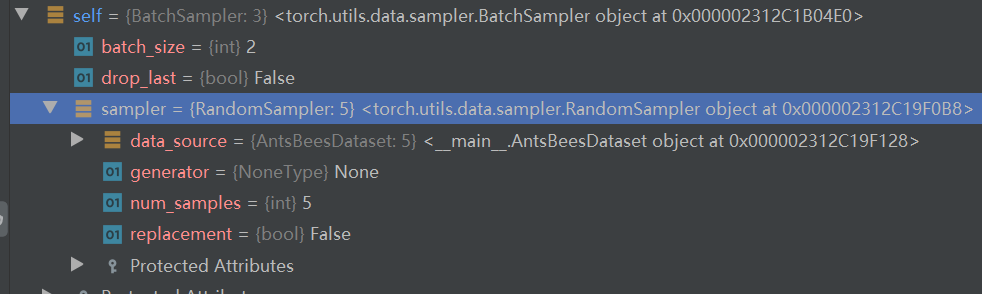 self = {BatchSampler: 3} <torch.utils.data.sampler.BatchSampler object at 0x000002312C1B04E0>
01 batch_size = {int} 2
01 drop_last = {bool} False
sampler = {RandomSampler: 5} <torch.utils.data.sampler.RandomSampler object at 0x000002312C19F0B8>
data_source = {AntsBeesDataset: 5} <__main__.AntsBeesDataset object at 0x000002312C19F128>
01 generator = {NoneType} None
01 num_samples = {int} 5
01 replacement = {bool} False
Protected Attributes